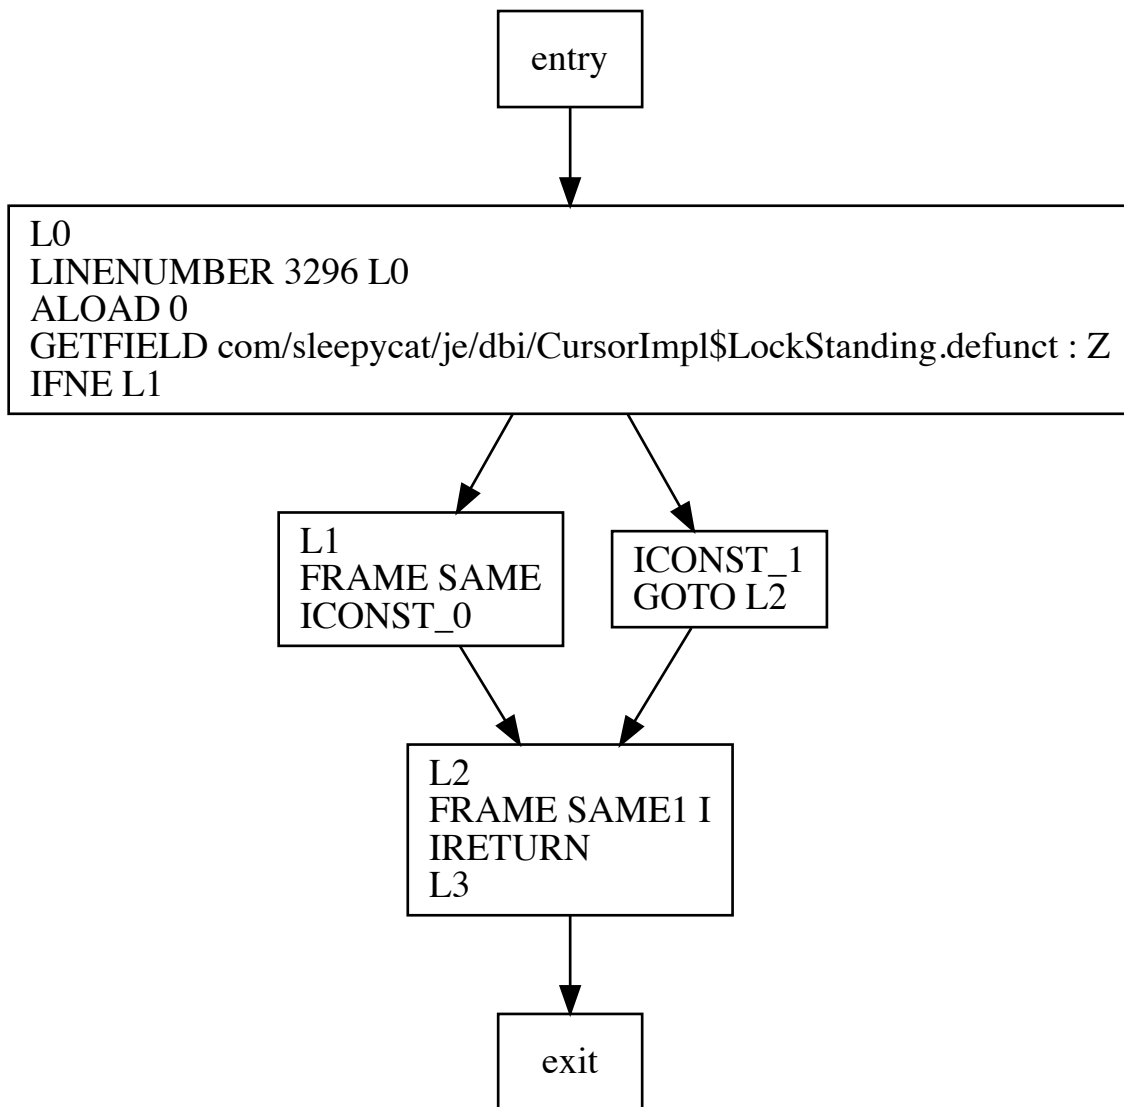 entry
L0
LINENUMBER 3296 L0
ALOAD 0
GETFIELD com/sleepycat/je/dbi/CursorImpl$LockStanding.defunct : Z
IFNE L1
L1
FRAME SAME
ICONST_0
ICONST_1
GOTO L2
L2
FRAME SAME1 I
IRETURN
L3
exit